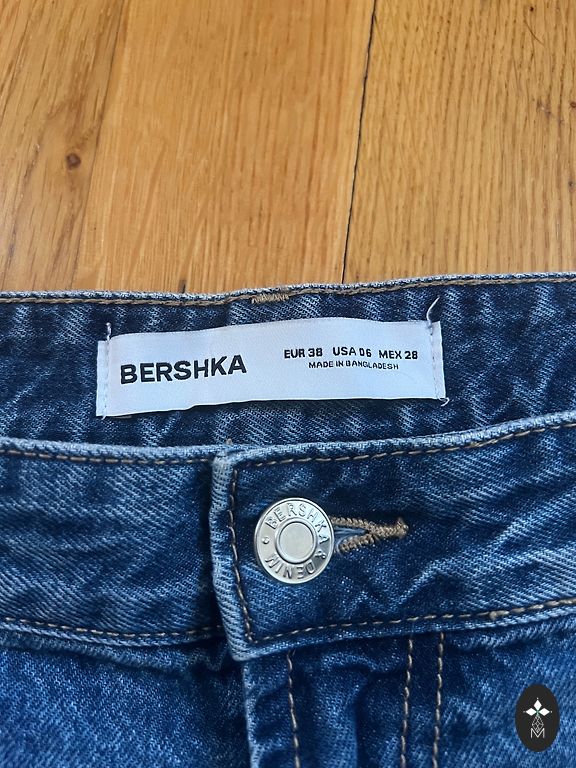 BERSHKA
EUR 38 USA 06 MEX 28
MADE IN BANGLADESH
BERSHKA & DENIM